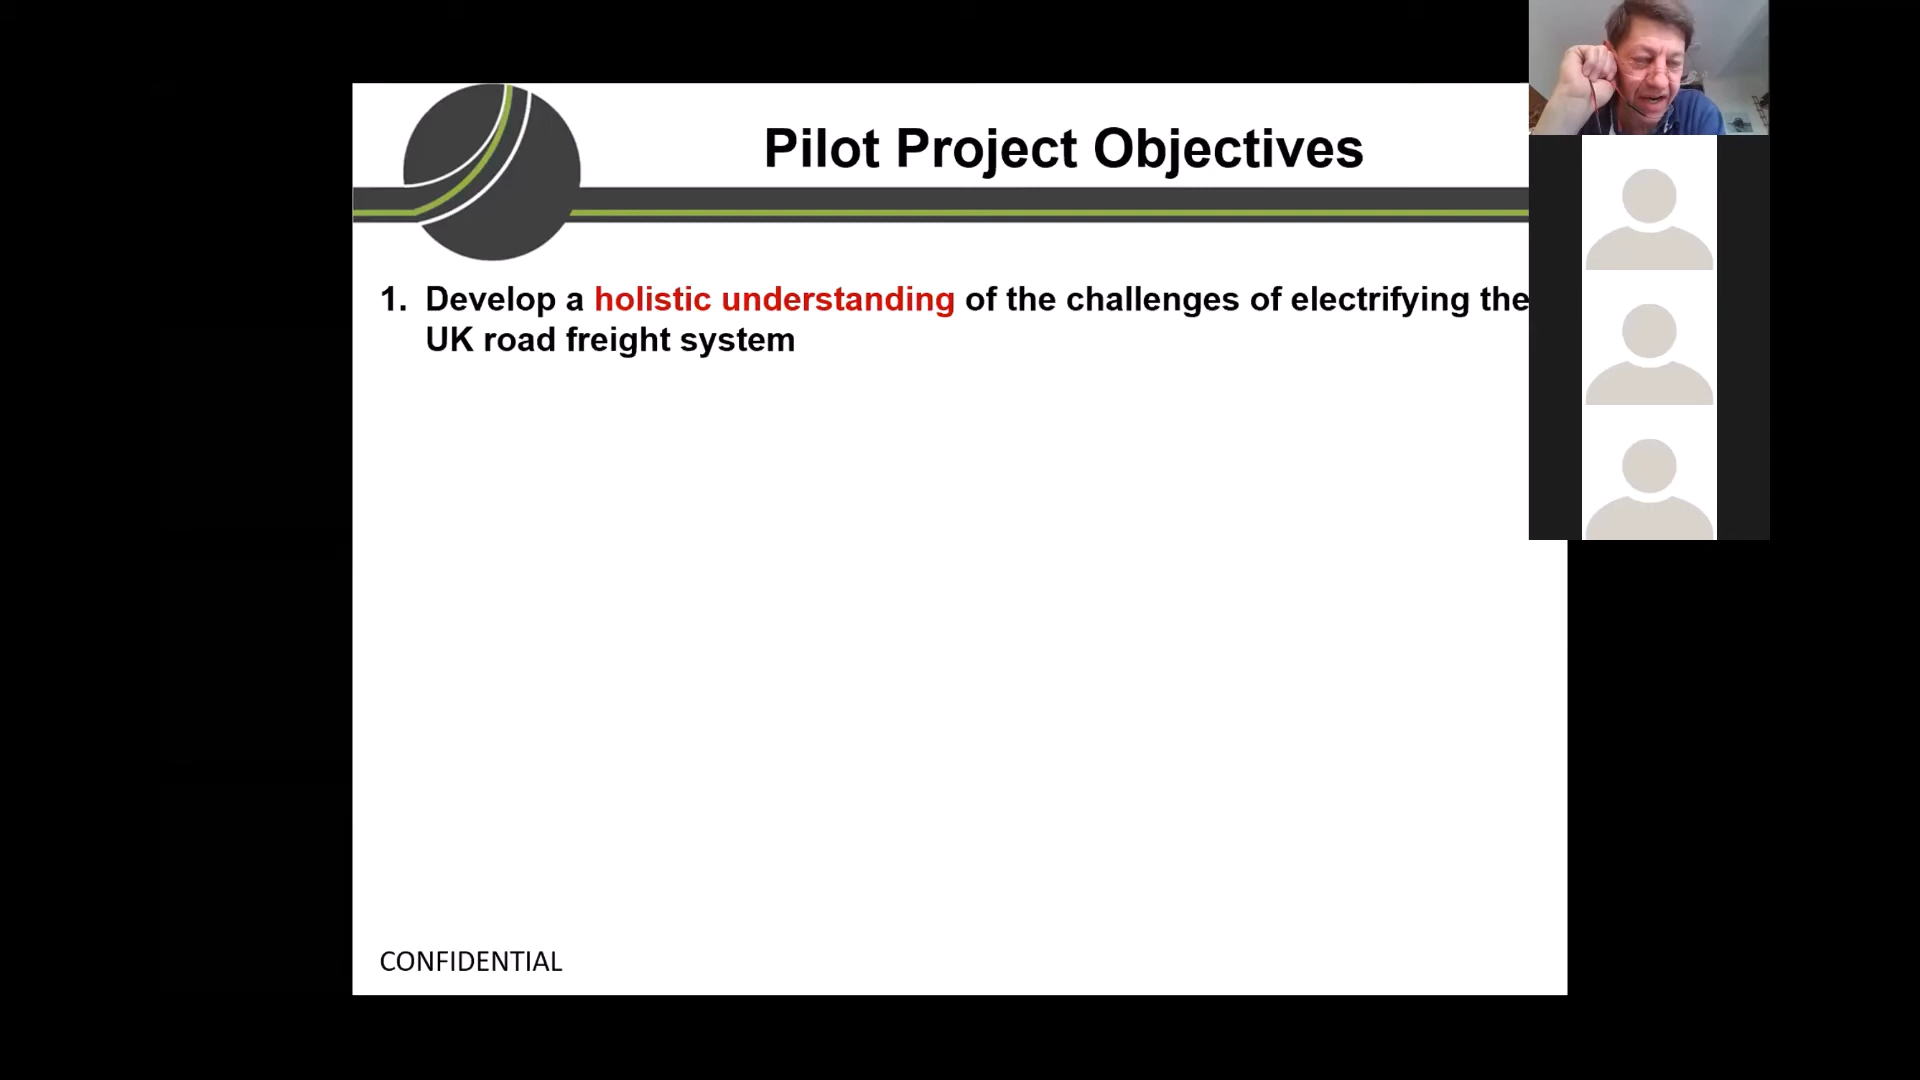 Pilot Project Objectives
1. Develop a holistic understanding of the challenges of electrifying the
UK road freight system
CONFIDENTIAL